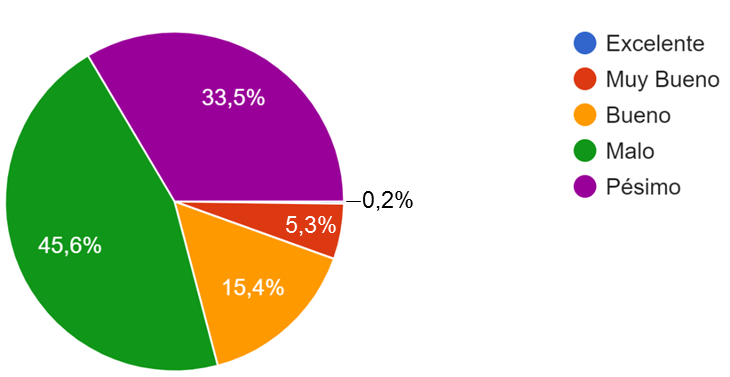 33,5%
0,2%
5,3%
45,6%
15,4%
Excelente
Muy Bueno
Bueno
Malo
Pésimo